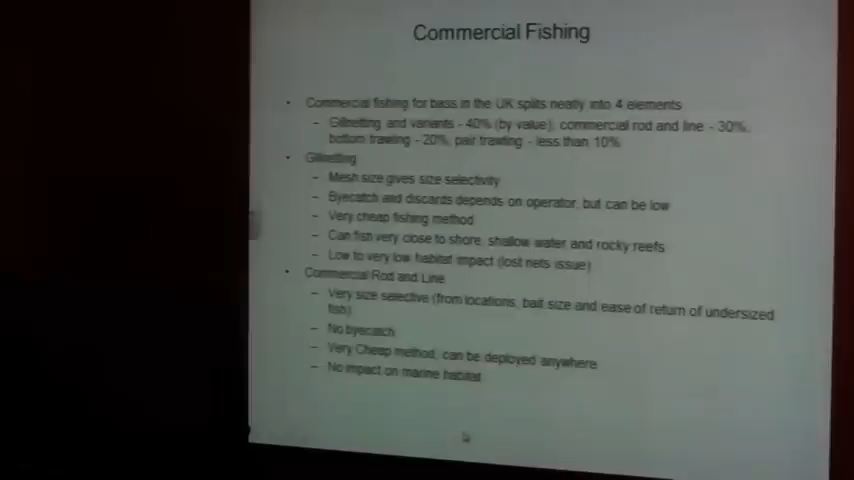 Commercial Fishing
• Commercial fishing for bass in the UK splits neatly into 4 elements
– Gillnetting and variants - 40% (by value), commercial rod and line - 30%,
bottom trawling - 20%, pair trawling - less than 10%
• Gillnetting
– Mesh size gives size selectivity
– Byecatch and discards depends on operator, but can be low
– Very cheap fishing method
– Can fish very close to shore, shallow water and rocky reefs
– Low to very low habitat impact (lost nets issue)
• Commercial Rod and Line
– Very size selective (from locations, bait size and ease of return of undersized
fish)
– No byecatch
– Very Cheap method, can be deployed anywhere
– No impact on marine habitat